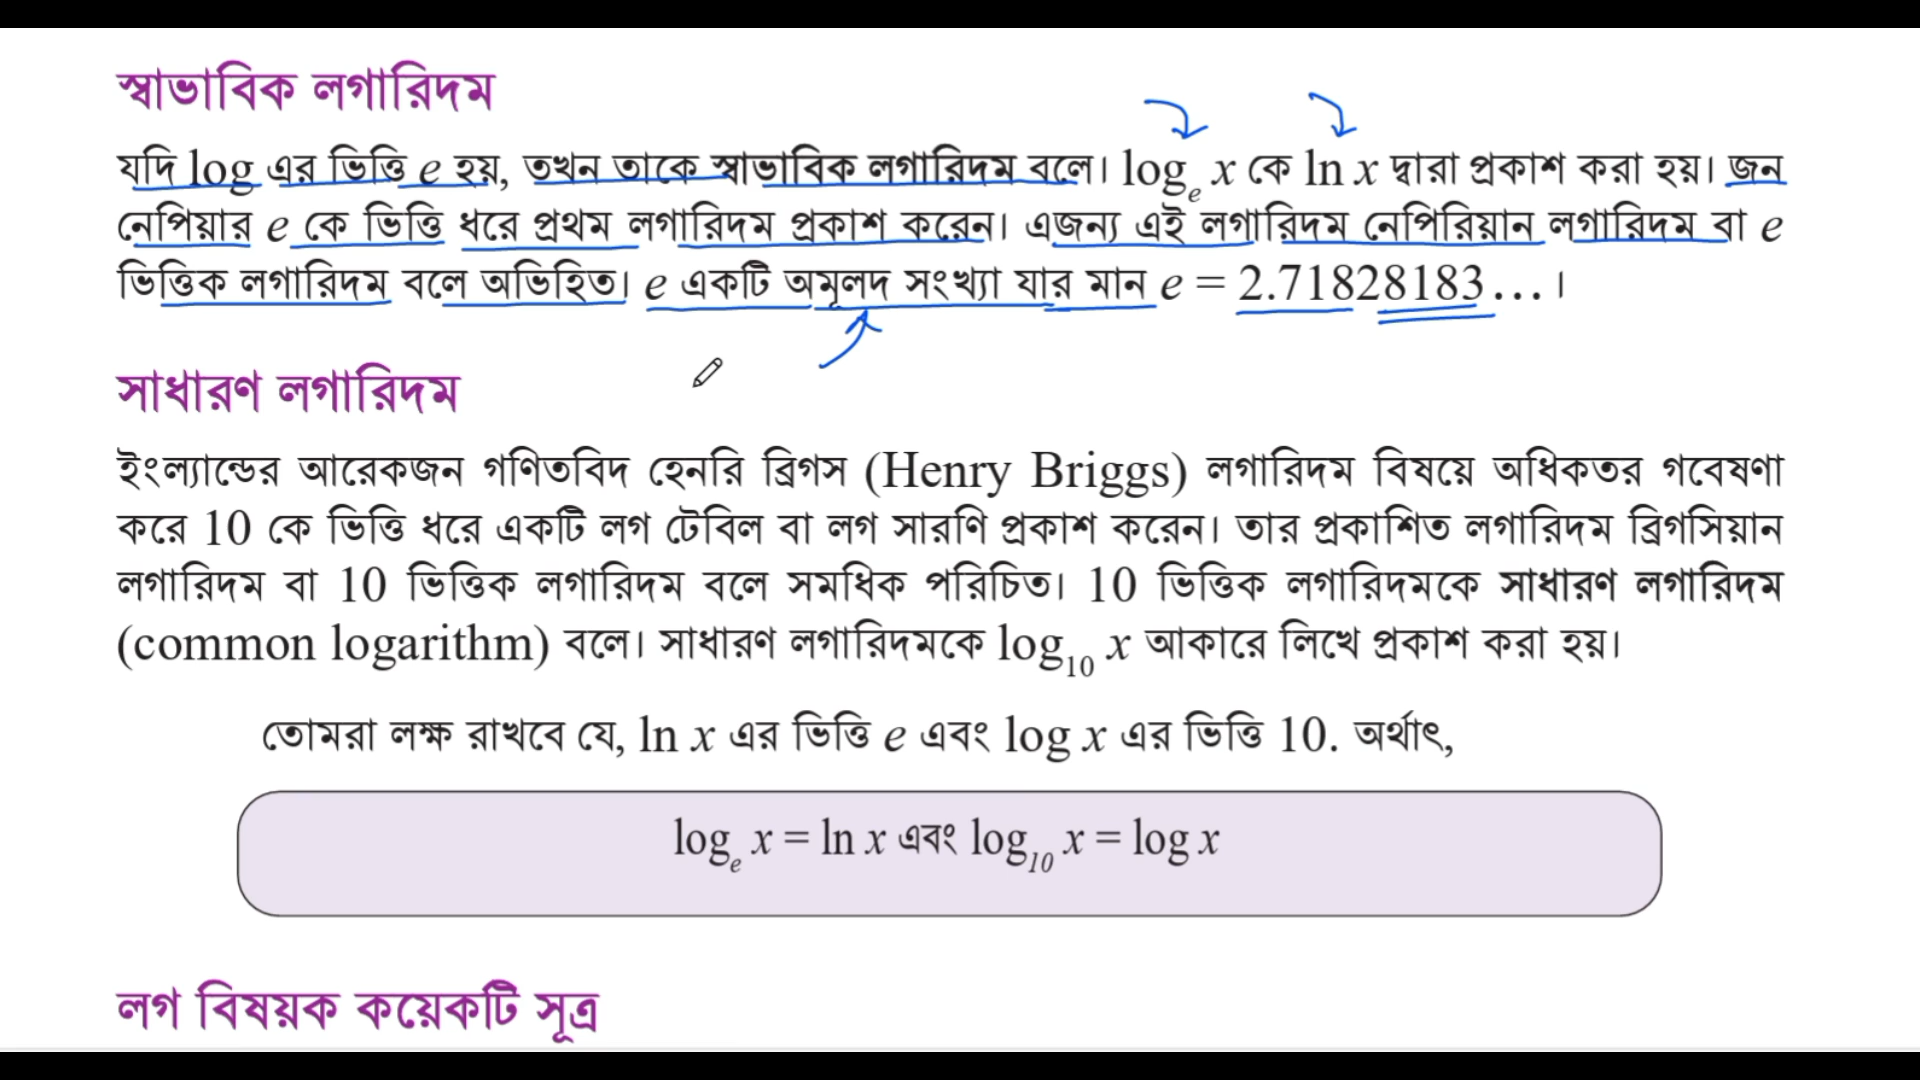 স্বাভাবিক লগারিদম
যদি log এর ভিত্তি e হয়, তখন তাকে স্বাভাবিক লগারিদম বলে। logₑ x কে ln x দ্বারা প্রকাশ করা হয়। জন
নেপিয়ার e কে ভিত্তি ধরে প্রথম লগারিদম প্রকাশ করেন। এজন্য এই লগারিদম নেপিরিয়ান লগারিদম বা e
ভিত্তিক লগারিদম বলে অভিহিত। e একটি অমূলদ সংখ্যা যার মান e = 2.71828183...।
সাধারণ লগারিদম
ইংল্যান্ডের আরেকজন গণিতবিদ হেনরি ব্রিগস (Henry Briggs) লগারিদম বিষয়ে অধিকতর গবেষণা
করে 10 কে ভিত্তি ধরে একটি লগ টেবিল বা লগ সারণি প্রকাশ করেন। তার প্রকাশিত লগারিদম ব্রিগসিয়ান
লগারিদম বা 10 ভিত্তিক লগারিদম বলে সমধিক পরিচিত। 10 ভিত্তিক লগারিদমকে সাধারণ লগারিদম
(common logarithm) বলে। সাধারণ লগারিদমকে log₁₀ x আকারে লিখে প্রকাশ করা হয়।
তোমরা লক্ষ রাখবে যে, ln x এর ভিত্তি e এবং log x এর ভিত্তি 10. অর্থাৎ,
logₑ x = ln x এবং log₁₀ x = log x
লগ বিষয়ক কয়েকটি সূত্র